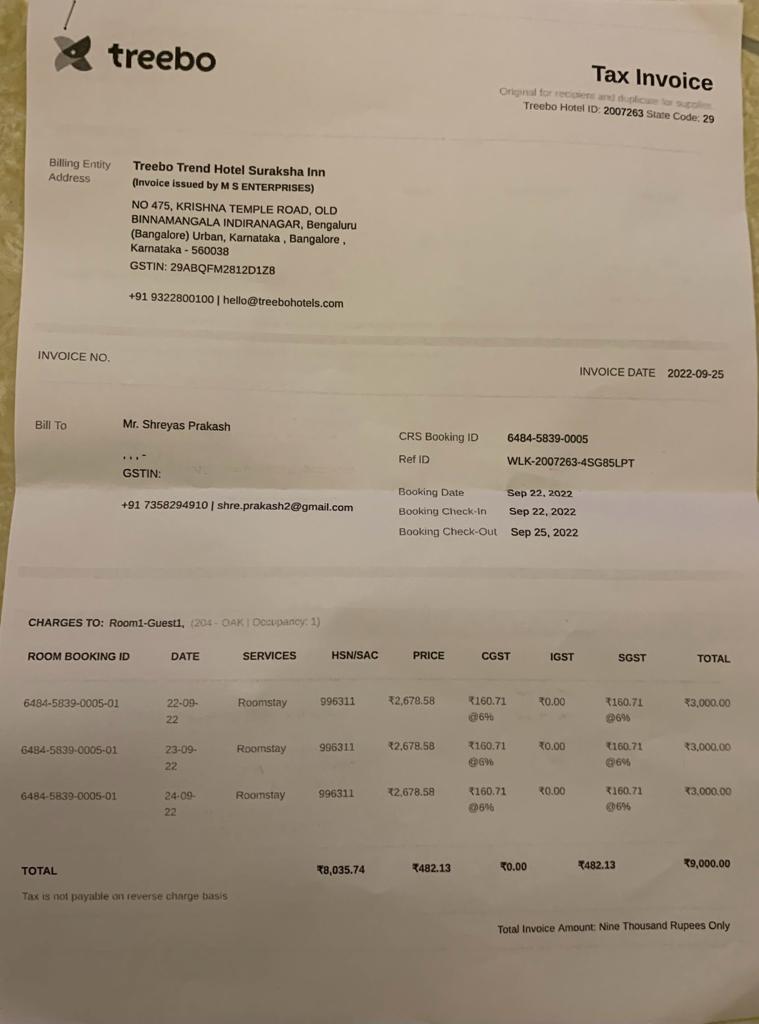 treebo
Tax Invoice
Original for recipient and duplicate for supplier
Treebo Hotel ID: 2007263 State Code: 29
Billing Entity
Address
Treebo Trend Hotel Suraksha Inn
(Invoice issued by M S ENTERPRISES)
NO 475, KRISHNA TEMPLE ROAD, OLD
BINNAMANGALA INDIRANAGAR, Bengaluru
(Bangalore) Urban, Karnataka , Bangalore ,
Karnataka - 560038
GSTIN: 29ABQFM2812D1Z8
+91 9322800100 | hello@treebohotels.com
INVOICE NO.
INVOICE DATE 2022-09-25
Bill To
Mr. Shreyas Prakash
, , , -
GSTIN:
+91 7358294910 | shre.prakash2@gmail.com
CRS Booking ID 6484-5839-0005
Ref ID WLK-2007263-4SG85LPT
Booking Date Sep 22, 2022
Booking Check-In Sep 22, 2022
Booking Check-Out Sep 25, 2022
CHARGES TO: Room1-Guest1, (204 - OAK | Occupancy: 1)
ROOM BOOKING ID DATE SERVICES HSN/SAC PRICE CGST IGST SGST TOTAL
6484-5839-0005-01 22-09- Roomstay 996311 ₹2,678.58 ₹160.71 ₹0.00 ₹160.71 ₹3,000.00
22 @6% @6%
6484-5839-0005-01 23-09- Roomstay 996311 ₹2,678.58 ₹160.71 ₹0.00 ₹160.71 ₹3,000.00
22 @6% @6%
6484-5839-0005-01 24-09- Roomstay 996311 ₹2,678.58 ₹160.71 ₹0.00 ₹160.71 ₹3,000.00
22 @6% @6%
TOTAL ₹8,035.74 ₹482.13 ₹0.00 ₹482.13 ₹9,000.00
Tax is not payable on reverse charge basis
Total Invoice Amount: Nine Thousand Rupees Only